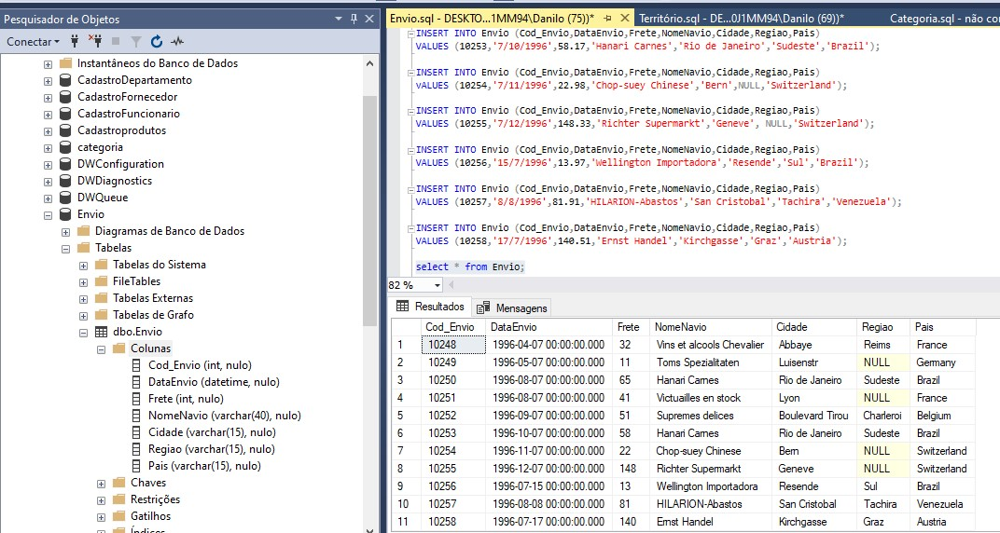 Pesquisador de Objetos
Conectar
Instantâneos do Banco de Dados
CadastroDepartamento
CadastroFornecedor
CadastroFuncionario
Cadastroprodutos
categoria
DWConfiguration
DWDiagnostics
DWQueue
Envio
Diagramas de Banco de Dados
Tabelas
Tabelas do Sistema
FileTables
Tabelas Externas
Tabelas de Grafo
dbo.Envio
Colunas
Cod_Envio (int, nulo)
DataEnvio (datetime, nulo)
Frete (int, nulo)
NomeNavio (varchar(40), nulo)
Cidade (varchar(15), nulo)
Regiao (varchar(15), nulo)
Pais (varchar(15), nulo)
Chaves
Restrições
Gatilhos
Índices
Envio.sql - DESKTO...1MM94\Danilo (75))* Território.sql - DE...0J1MM94\Danilo (69))* Categoria.sql - não co
INSERT INTO Envio (Cod_Envio,DataEnvio,Frete,NomeNavio,Cidade,Regiao,Pais)
VALUES (10253,'7/10/1996',58.17,'Hanari Carnes','Rio de Janeiro','Sudeste','Brazil');
INSERT INTO Envio (Cod_Envio,DataEnvio,Frete,NomeNavio,Cidade,Regiao,Pais)
VALUES (10254,'7/11/1996',22.98,'Chop-suey Chinese','Bern',NULL,'Switzerland');
INSERT INTO Envio (Cod_Envio,DataEnvio,Frete,NomeNavio,Cidade,Regiao,Pais)
VALUES (10255,'7/12/1996',148.33,'Richter Supermarkt','Geneve', NULL,'Switzerland');
INSERT INTO Envio (Cod_Envio,DataEnvio,Frete,NomeNavio,Cidade,Regiao,Pais)
VALUES (10256,'15/7/1996',13.97,'Wellington Importadora','Resende','Sul','Brazil');
INSERT INTO Envio (Cod_Envio,DataEnvio,Frete,NomeNavio,Cidade,Regiao,Pais)
VALUES (10257,'8/8/1996',81.91,'HILARION-Abastos','San Cristobal','Tachira','Venezuela');
INSERT INTO Envio (Cod_Envio,DataEnvio,Frete,NomeNavio,Cidade,Regiao,Pais)
VALUES (10258,'17/7/1996',140.51,'Ernst Handel','Kirchgasse','Graz','Austria');
select * from Envio;
82 %
Resultados Mensagens
Cod_Envio DataEnvio Frete NomeNavio Cidade Regiao Pais
1 10248 1996-04-07 00:00:00.000 32 Vins et alcools Chevalier Abbaye Reims France
2 10249 1996-05-07 00:00:00.000 11 Toms Spezialitaten Luisenstr NULL Germany
3 10250 1996-08-07 00:00:00.000 65 Hanari Carnes Rio de Janeiro Sudeste Brazil
4 10251 1996-08-07 00:00:00.000 41 Victuailles en stock Lyon NULL France
5 10252 1996-09-07 00:00:00.000 51 Supremes delices Boulevard Tirou Charleroi Belgium
6 10253 1996-10-07 00:00:00.000 58 Hanari Carnes Rio de Janeiro Sudeste Brazil
7 10254 1996-11-07 00:00:00.000 22 Chop-suey Chinese Bern NULL Switzerland
8 10255 1996-12-07 00:00:00.000 148 Richter Supermarkt Geneve NULL Switzerland
9 10256 1996-07-15 00:00:00.000 13 Wellington Importadora Resende Sul Brazil
10 10257 1996-08-08 00:00:00.000 81 HILARION-Abastos San Cristobal Tachira Venezuela
11 10258 1996-07-17 00:00:00.000 140 Ernst Handel Kirchgasse Graz Austria